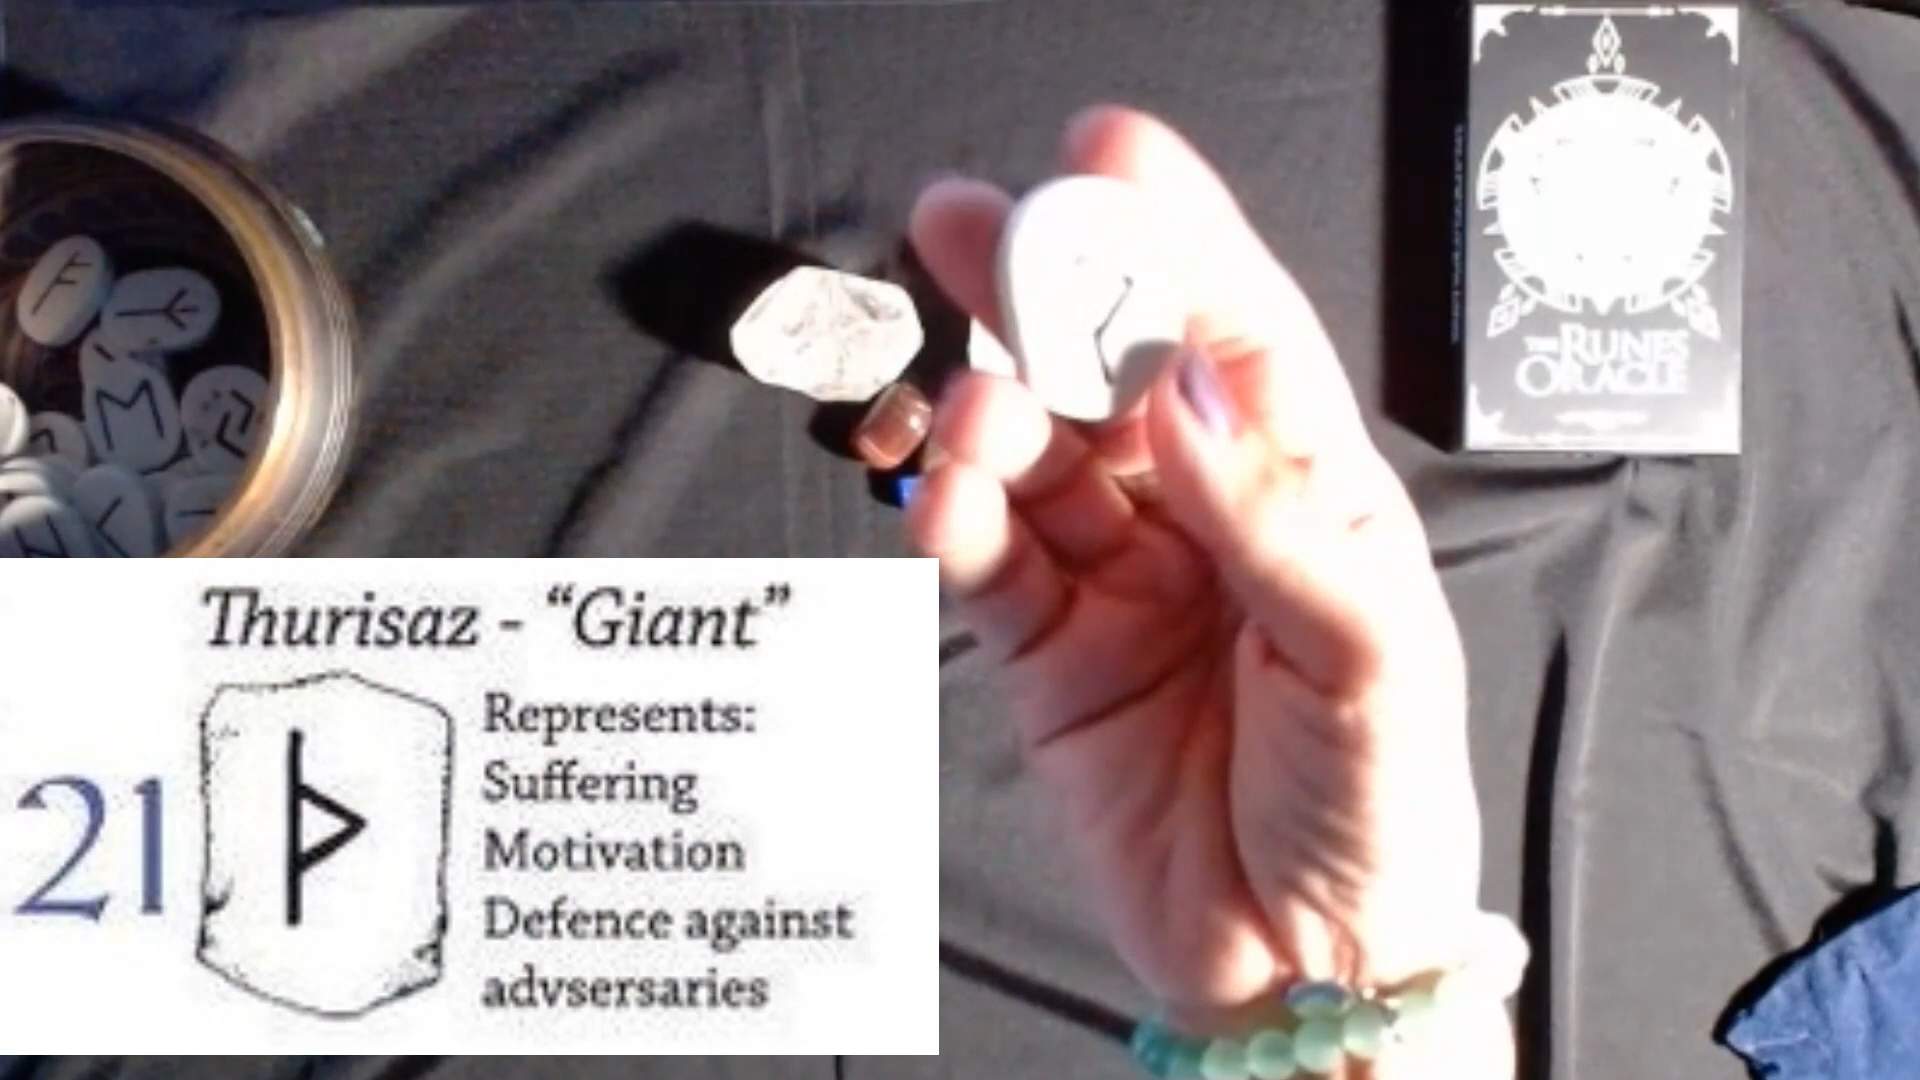 THE RUNES
ORACLE
Thurisaz - “Giant”
21
Represents:
Suffering
Motivation
Defence against
advsersaries